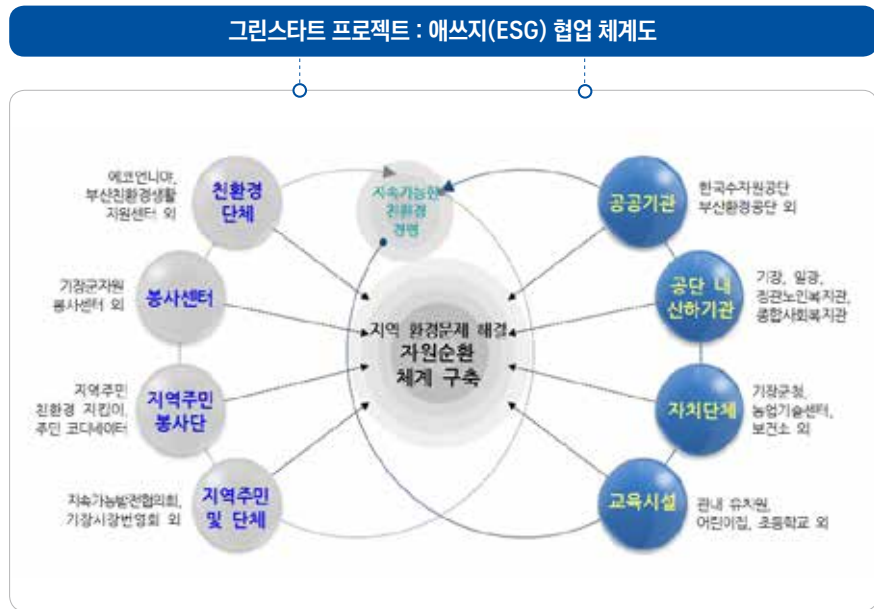 그린스타트 프로젝트 : 애쓰지(ESG) 협업 체계도
에코언니야,
부산친환경생활
지원센터 외
친환경
단체
기장군자원
봉사센터 외
봉사센터
지역주민
친환경 지킴이,
주민 코디네이터
지역주민
봉사단
지속가능발전협의회,
기장시장번영회 외
지역주민
및 단체
지속가능한
친환경
경영
지역 환경문제 해결
자원순환
체계 구축
공공기관
한국수자원공단
부산환경공단 외
공단 내
산하기관
기장, 일광,
정관노인복지관,
종합사회복지관
자치단체
기장군청,
농업기술센터,
보건소 외
교육시설
관내 유치원,
어린이집, 초등학교 외